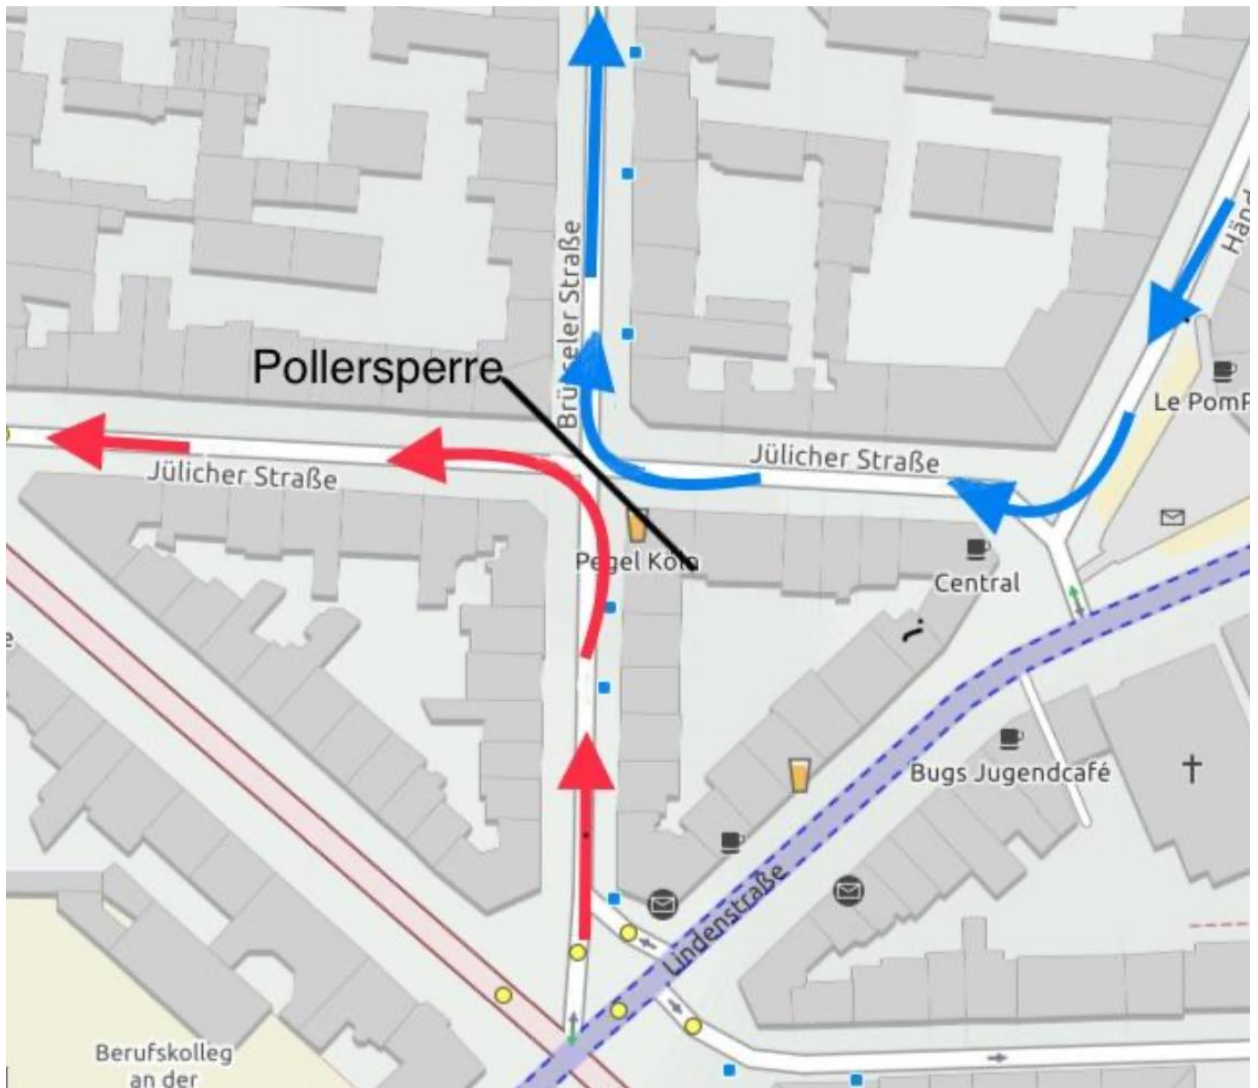 Brüsseler Straße
Händ
Pollersperre
Le PomP
Jülicher Straße
Jülicher Straße
Pegel Köln
Central
Bugs Jugendcafé
Lindenstraße
Berufskolleg
an der